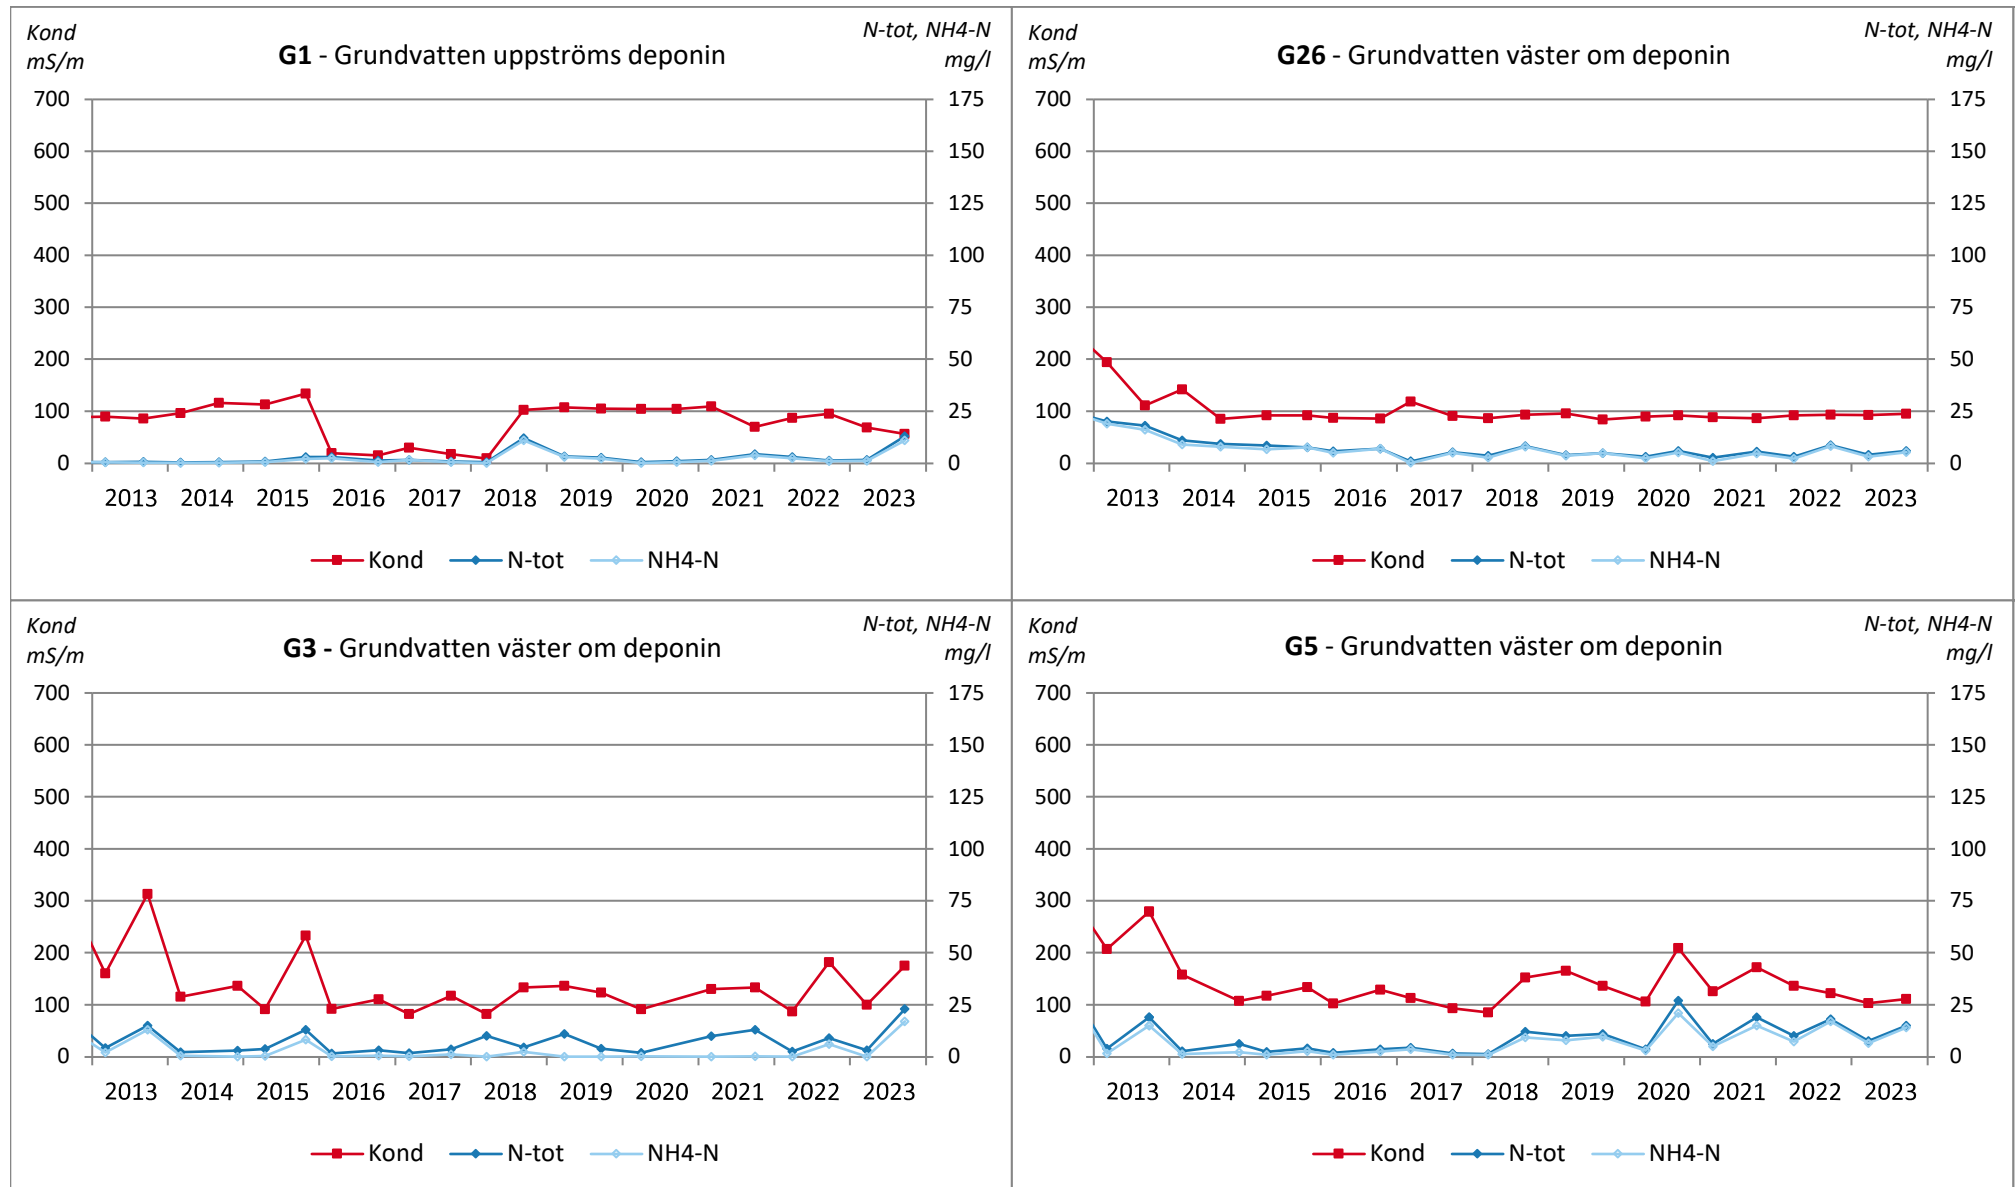 Kond
mS/m
G1 - Grundvatten uppströms deponin
N-tot, NH4-N
mg/l
700 175
600 150
500 125
400 100
300 75
200 50
100 25
0 0
2013 2014 2015 2016 2017 2018 2019 2020 2021 2022 2023
Kond N-tot NH4-N
Kond
mS/m
G26 - Grundvatten väster om deponin
N-tot, NH4-N
mg/l
700 175
600 150
500 125
400 100
300 75
200 50
100 25
0 0
2013 2014 2015 2016 2017 2018 2019 2020 2021 2022 2023
Kond N-tot NH4-N
Kond
mS/m
G3 - Grundvatten väster om deponin
N-tot, NH4-N
mg/l
700 175
600 150
500 125
400 100
300 75
200 50
100 25
0 0
2013 2014 2015 2016 2017 2018 2019 2020 2021 2022 2023
Kond N-tot NH4-N
Kond
mS/m
G5 - Grundvatten väster om deponin
N-tot, NH4-N
mg/l
700 175
600 150
500 125
400 100
300 75
200 50
100 25
0 0
2013 2014 2015 2016 2017 2018 2019 2020 2021 2022 2023
Kond N-tot NH4-N